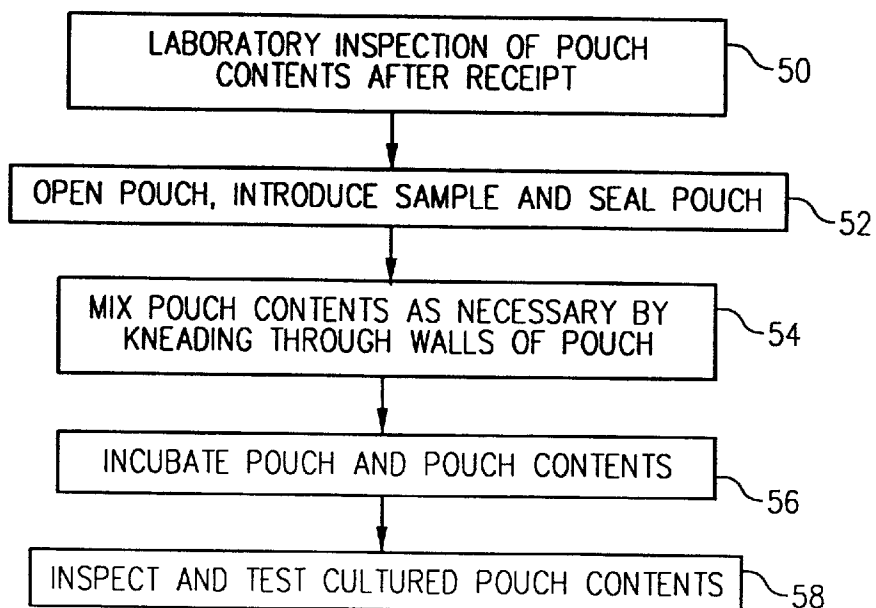 LABORATORY INSPECTION OF POUCH
CONTENTS AFTER RECEIPT
50
OPEN POUCH, INTRODUCE SAMPLE AND SEAL POUCH
52
MIX POUCH CONTENTS AS NECESSARY BY
KNEADING THROUGH WALLS OF POUCH
54
INCUBATE POUCH AND POUCH CONTENTS
56
INSPECT AND TEST CULTURED POUCH CONTENTS
58